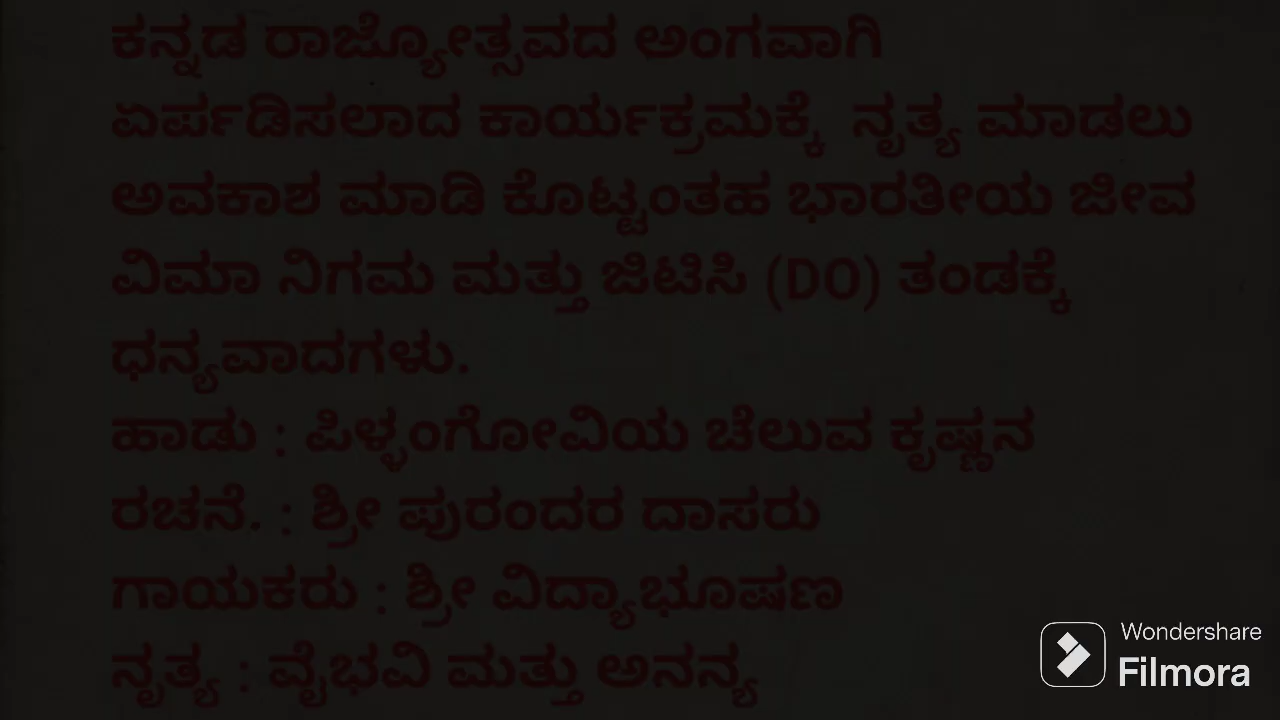 ಕನ್ನಡ ರಾಜ್ಯೋತ್ಸವದ ಅಂಗವಾಗಿ
ಏರ್ಪಡಿಸಲಾದ ಕಾರ್ಯಕ್ರಮಕ್ಕೆ ನೃತ್ಯ ಮಾಡಲು
ಅವಕಾಶ ಮಾಡಿ ಕೊಟ್ಟಂತಹ ಭಾರತೀಯ ಜೀವ
ವಿಮಾ ನಿಗಮ ಮತ್ತು ಜಿಟಿಸಿ (DO) ತಂಡಕ್ಕೆ
ಧನ್ಯವಾದಗಳು.
ಹಾಡು : ಪಿಳ್ಳಂಗೋವಿಯ ಚೆಲುವ ಕೃಷ್ಣನ
ರಚನೆ. : ಶ್ರೀ ಪುರಂದರ ದಾಸರು
ಗಾಯಕರು : ಶ್ರೀ ವಿದ್ಯಾಭೂಷಣ
ನೃತ್ಯ : ವೈಭವಿ ಮತ್ತು ಅನನ್ಯ
Wondershare
Filmora